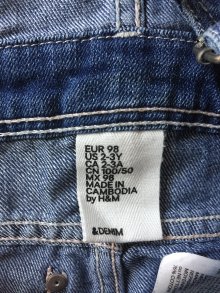 EUR 98
US 2-3Y
CA 2-3A
CN 100/50
MX 98
MADE IN
CAMBODIA
by H&M
&DENIM